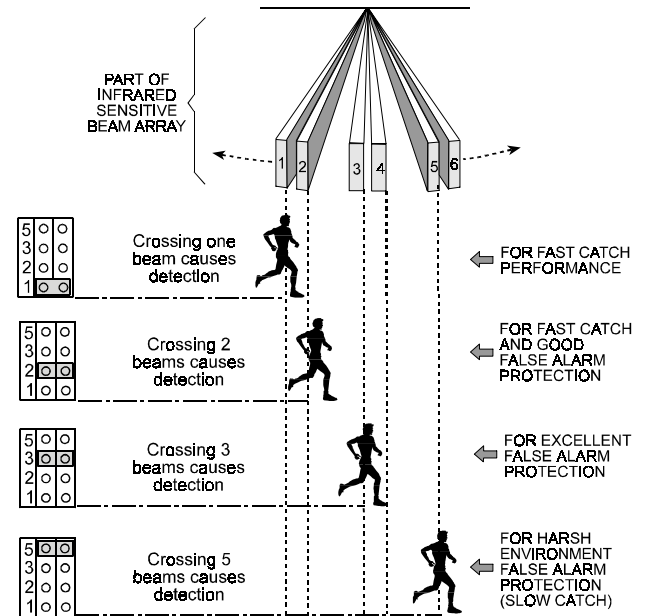 PART OF
INFRARED
SENSITIVE
BEAM ARRAY
1 2 3 4 5 6
5
3
2
1
Crossing one
beam causes
detection
FOR FAST CATCH
PERFORMANCE
5
3
2
1
Crossing 2
beams causes
detection
FOR FAST CATCH
AND GOOD
FALSE ALARM
PROTECTION
5
3
2
1
Crossing 3
beams causes
detection
FOR EXCELLENT
FALSE ALARM
PROTECTION
5
3
2
1
Crossing 5
beams causes
detection
FOR HARSH
ENVIRONMENT
FALSE ALARM
PROTECTION
(SLOW CATCH)